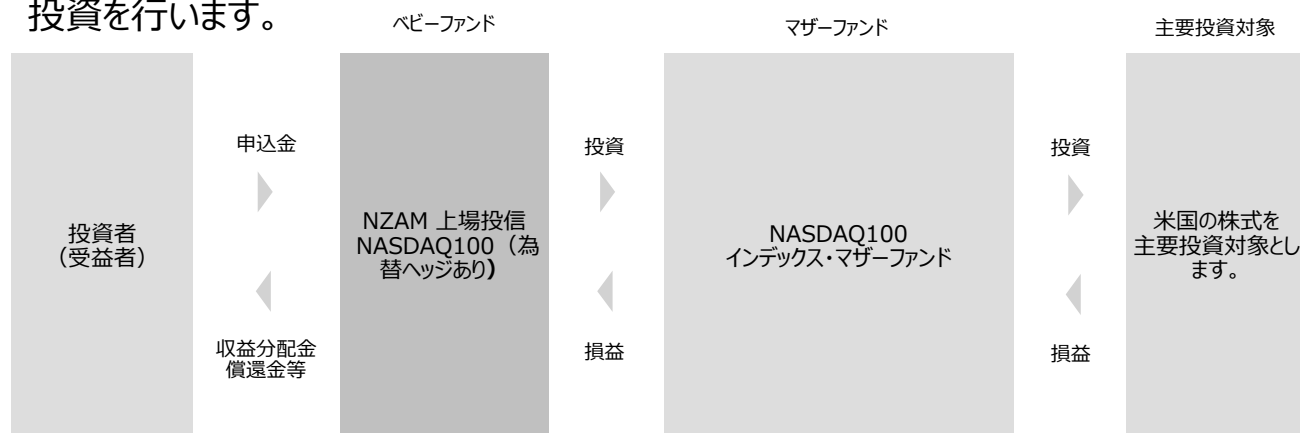 投資を行います。
ベビーファンド
マザーファンド
主要投資対象
投資者
（受益者）
申込金
収益分配金
償還金等
NZAM 上場投信
NASDAQ100（為
替ヘッジあり）
投資
損益
NASDAQ100
インデックス・マザーファンド
投資
損益
米国の株式を
主要投資対象とし
ます。